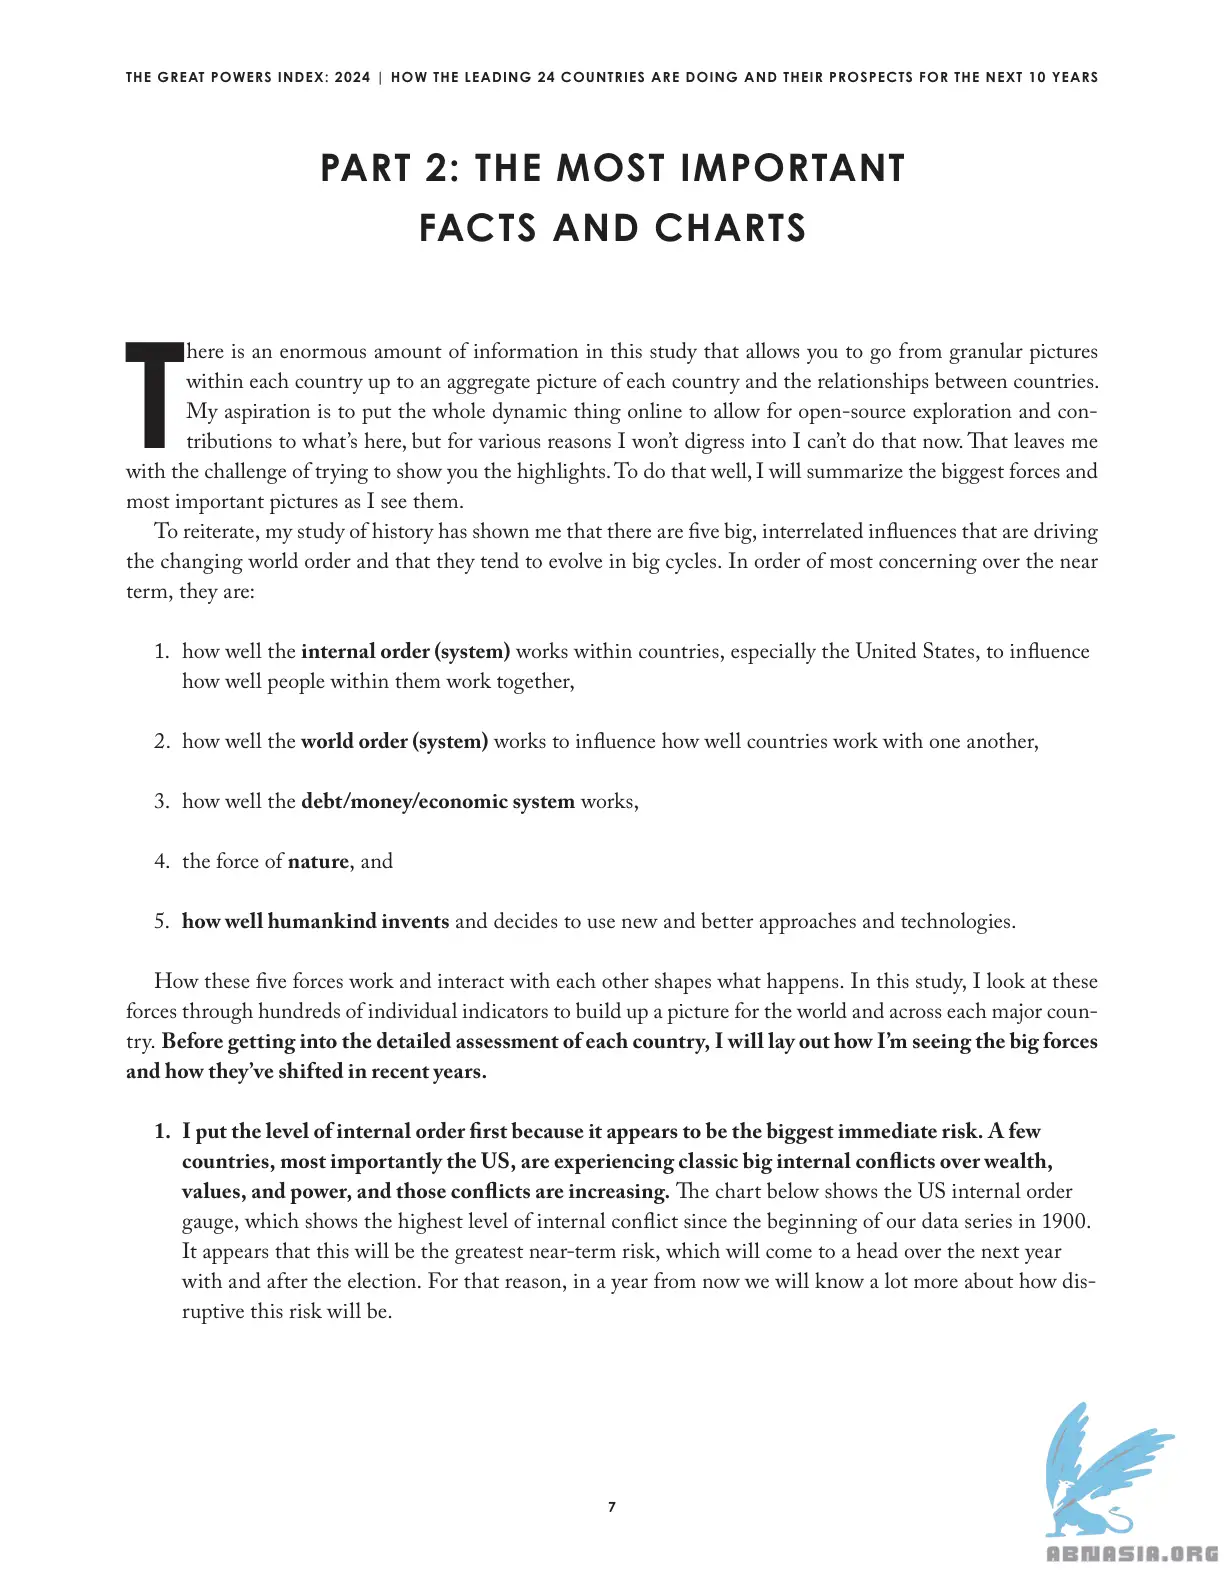 THE GREAT POWERS INDEX: 2024 | HOW THE LEADING 24 COUNTRIES ARE DOING AND THEIR PROSPECTS FOR THE NEXT 10 YEARS
PART 2: THE MOST IMPORTANT
FACTS AND CHARTS
There is an enormous amount of information in this study that allows you to go from granular pictures
within each country up to an aggregate picture of each country and the relationships between countries.
My aspiration is to put the whole dynamic thing online to allow for open-source exploration and con-
tributions to what's here, but for various reasons I won't digress into I can't do that now. That leaves me
with the challenge of trying to show you the highlights. To do that well, I will summarize the biggest forces and
most important pictures as I see them.
To reiterate, my study of history has shown me that there are five big, interrelated influences that are driving
the changing world order and that they tend to evolve in big cycles. In order of most concerning over the near
term, they are:
1. how well the internal order (system) works within countries, especially the United States, to influence
how well people within them work together,
2. how well the world order (system) works to influence how well countries work with one another,
3. how well the debt/money/economic system works,
4. the force of nature, and
5. how well humankind invents and decides to use new and better approaches and technologies.
How these five forces work and interact with each other shapes what happens. In this study, I look at these
forces through hundreds of individual indicators to build up a picture for the world and across each major coun-
try. Before getting into the detailed assessment of each country, I will lay out how I'm seeing the big forces
and how they've shifted in recent years.
1. I put the level of internal order first because it appears to be the biggest immediate risk. A few
countries, most importantly the US, are experiencing classic big internal conflicts over wealth,
values, and power, and those conflicts are increasing. The chart below shows the US internal order
gauge, which shows the highest level of internal conflict since the beginning of our data series in 1900.
It appears that this will be the greatest near-term risk, which will come to a head over the next year
with and after the election. For that reason, in a year from now we will know a lot more about how dis-
ruptive this risk will be.
7
ABNASIA.ORG